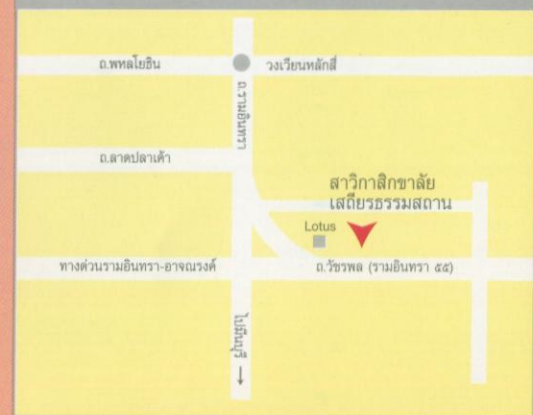 ถ.พหลโยธิน
วงเวียนหลักสี่
ถ.รามอินทรา
ถ.ลาดปลาเค้า
สาวิกาสิกขาลัย
เสถียรธรรมสถาน
Lotus
ทางด่วนรามอินทรา-อาจณรงค์
ถ.วัชรพล (รามอินทรา ๕๕)
ไปมีนบุรี →